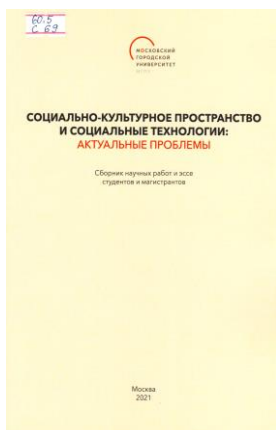 60.5
С 69
МОСКОВСКИЙ
ГОРОДСКОЙ
УНИВЕРСИТЕТ
СОЦИАЛЬНО-КУЛЬТУРНОЕ ПРОСТРАНСТВО
И СОЦИАЛЬНЫЕ ТЕХНОЛОГИИ:
АКТУАЛЬНЫЕ ПРОБЛЕМЫ
Сборник научных работ и эссе
студентов и магистрантов
Москва
2021